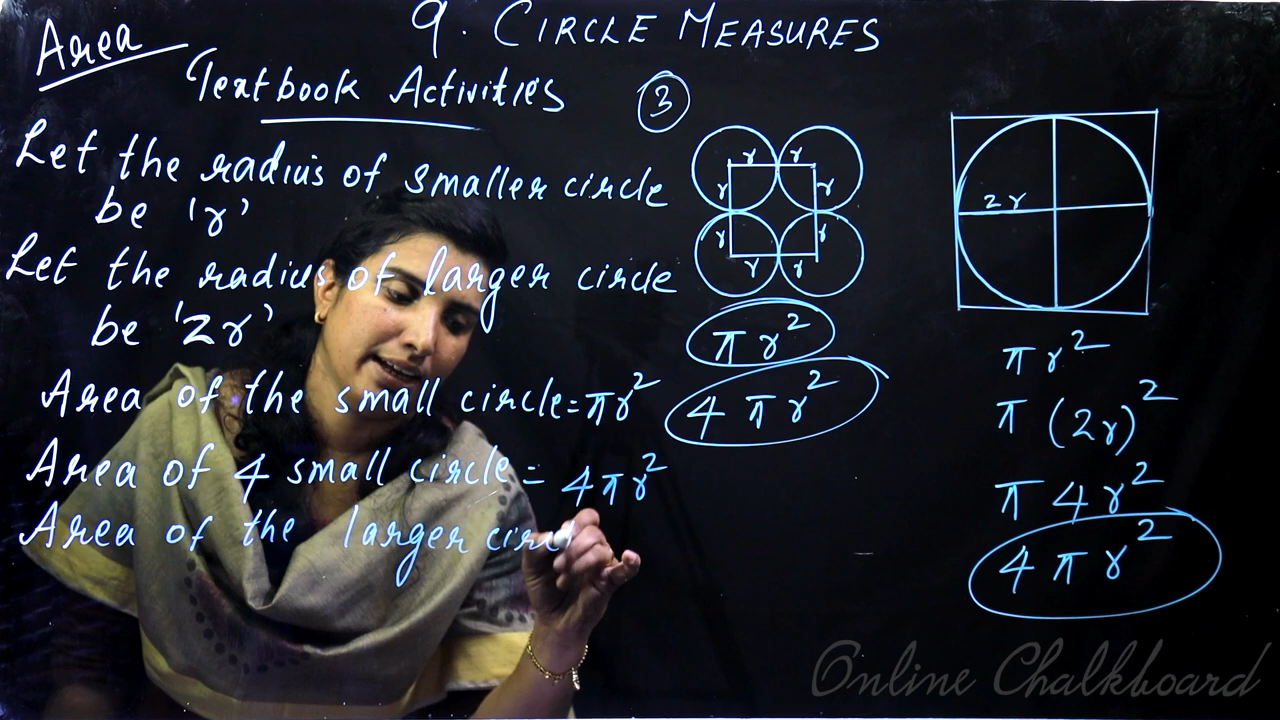 9. CIRCLE MEASURES
Area
Textbook Activities
3
Let the radius of smaller circle
be 'r'
Let the radius of larger circle
be '2r'
Area of the small circle=πr²
Area of 4 small circle= 4πr²
Area of the larger circ
r r
r r
r r
r r
πr²
4πr²
2r
πr²
π(2r)²
π4r²
4πr²
Online Chalkboard